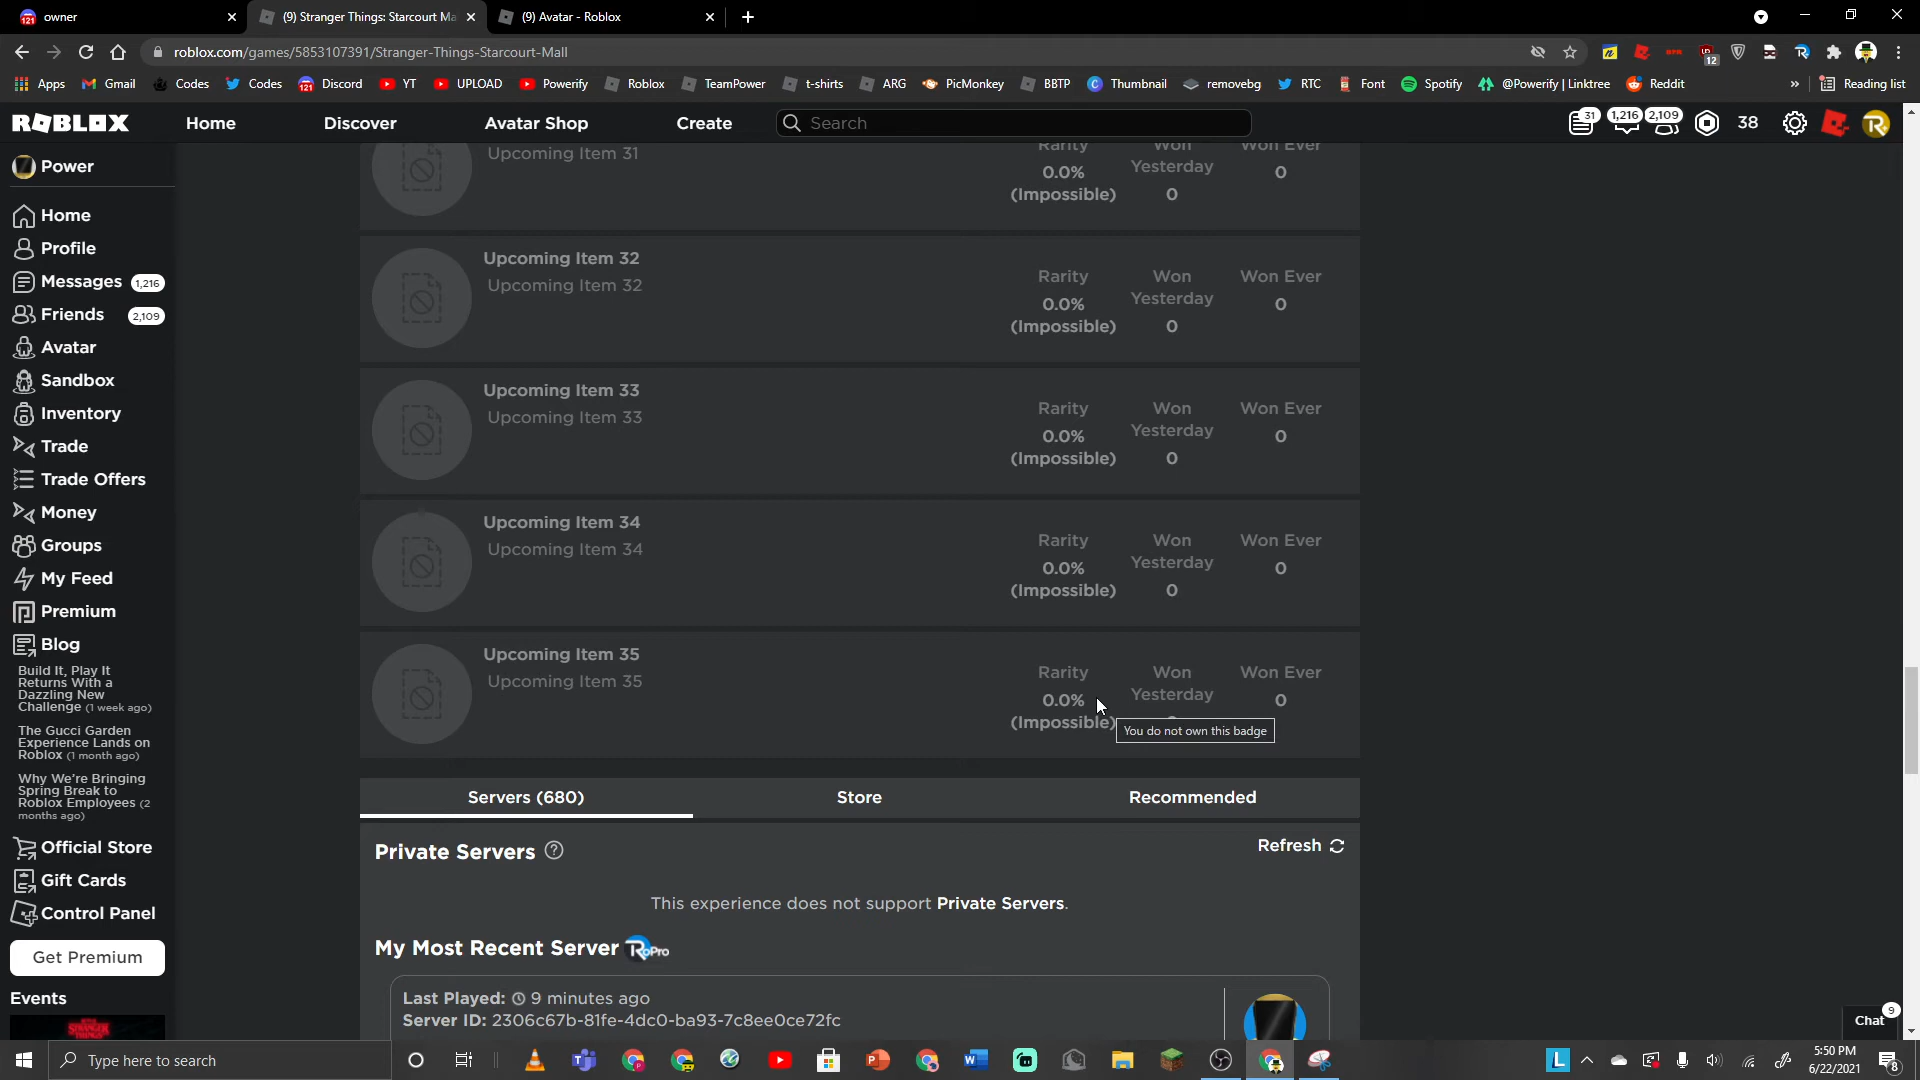 owner
(9) Stranger Things: Starcourt Ma
(9) Avatar - Roblox
roblox.com/games/5853107391/Stranger-Things-Starcourt-Mall
12
Apps Gmail Codes Codes Discord YT UPLOAD Powerify Roblox TeamPower t-shirts ARG PicMonkey BBTP Thumbnail removebg RTC Font Spotify @Powerify | Linktree Reddit » Reading list
ROBLOX Home Discover Avatar Shop Create Search 31 1,216 2,109 38
Power
Home
Profile
Messages 1,216
Friends 2,109
Avatar
Sandbox
Inventory
Trade
Trade Offers
Money
Groups
My Feed
Premium
Blog
Build It, Play It
Returns With a
Dazzling New
Challenge (1 week ago)
The Gucci Garden
Experience Lands on
Roblox (1 month ago)
Why We're Bringing
Spring Break to
Roblox Employees (2
months ago)
Official Store
Gift Cards
Control Panel
Get Premium
Events
STRANGER
Upcoming Item 31
Rarity
0.0%
(Impossible)
Won
Yesterday
0
Won Ever
0
Upcoming Item 32
Upcoming Item 32
Rarity
0.0%
(Impossible)
Won
Yesterday
0
Won Ever
0
Upcoming Item 33
Upcoming Item 33
Rarity
0.0%
(Impossible)
Won
Yesterday
0
Won Ever
0
Upcoming Item 34
Upcoming Item 34
Rarity
0.0%
(Impossible)
Won
Yesterday
0
Won Ever
0
Upcoming Item 35
Upcoming Item 35
Rarity
0.0%
(Impossible)
Won
Yesterday
Won Ever
0
You do not own this badge
Servers (680) Store Recommended
Private Servers ?
Refresh
This experience does not support Private Servers.
My Most Recent Server RoPro
Last Played: 9 minutes ago
Server ID: 2306c67b-81fe-4dc0-ba93-7c8ee0ce72fc
Chat 9
Type here to search
L
5:50 PM
6/22/2021
8